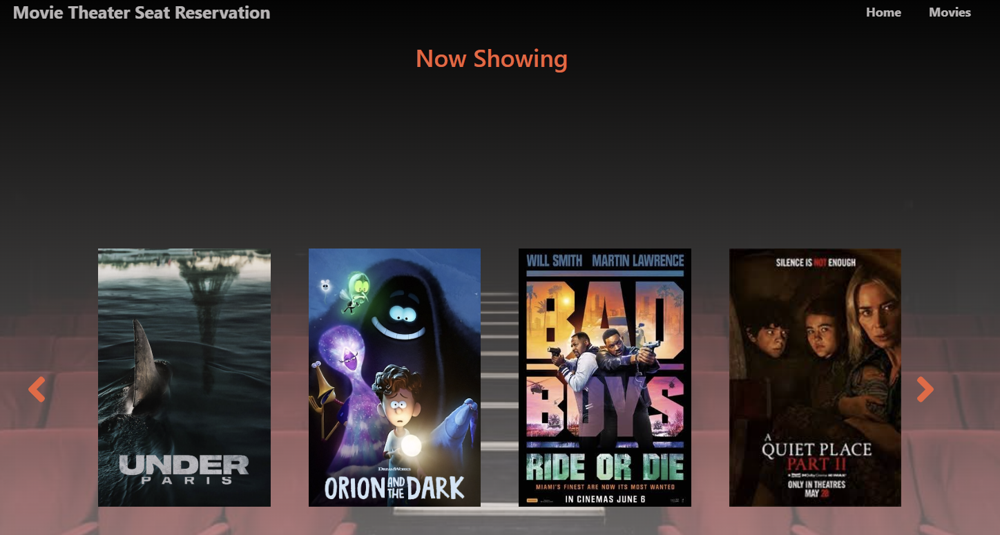 Movie Theater Seat Reservation
Home Movies
Now Showing
UNDER
PARIS
DREAMWORKS
ORION AND THE DARK
WILL SMITH MARTIN LAWRENCE
BAD
BOYS
RIDE OR DIE
MIAMI'S FINEST ARE NOW ITS MOST WANTED
IN CINEMAS JUNE 6
SILENCE IS NOT ENOUGH
A
QUIET PLACE
PART II
ONLY IN THEATRES
MAY 28